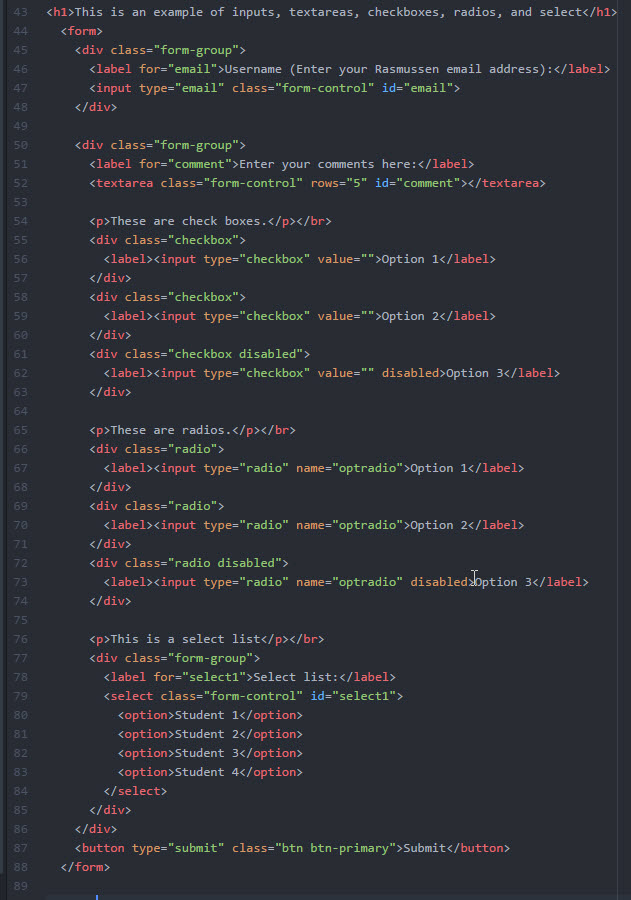 43 <h1>This is an example of inputs, textareas, checkboxes, radios, and select</h1>
44 <form>
45 <div class="form-group">
46 <label for="email">Username (Enter your Rasmussen email address):</label>
47 <input type="email" class="form-control" id="email">
48 </div>
49
50 <div class="form-group">
51 <label for="comment">Enter your comments here:</label>
52 <textarea class="form-control" rows="5" id="comment"></textarea>
53
54 <p>These are check boxes.</p></br>
55 <div class="checkbox">
56 <label><input type="checkbox" value="">Option 1</label>
57 </div>
58 <div class="checkbox">
59 <label><input type="checkbox" value="">Option 2</label>
60 </div>
61 <div class="checkbox disabled">
62 <label><input type="checkbox" value="" disabled>Option 3</label>
63 </div>
64
65 <p>These are radios.</p></br>
66 <div class="radio">
67 <label><input type="radio" name="optradio">Option 1</label>
68 </div>
69 <div class="radio">
70 <label><input type="radio" name="optradio">Option 2</label>
71 </div>
72 <div class="radio disabled">
73 <label><input type="radio" name="optradio" disabled>Option 3</label>
74 </div>
75
76 <p>This is a select list</p></br>
77 <div class="form-group">
78 <label for="select1">Select list:</label>
79 <select class="form-control" id="select1">
80 <option>Student 1</option>
81 <option>Student 2</option>
82 <option>Student 3</option>
83 <option>Student 4</option>
84 </select>
85 </div>
86 </div>
87 <button type="submit" class="btn btn-primary">Submit</button>
88 </form>
89